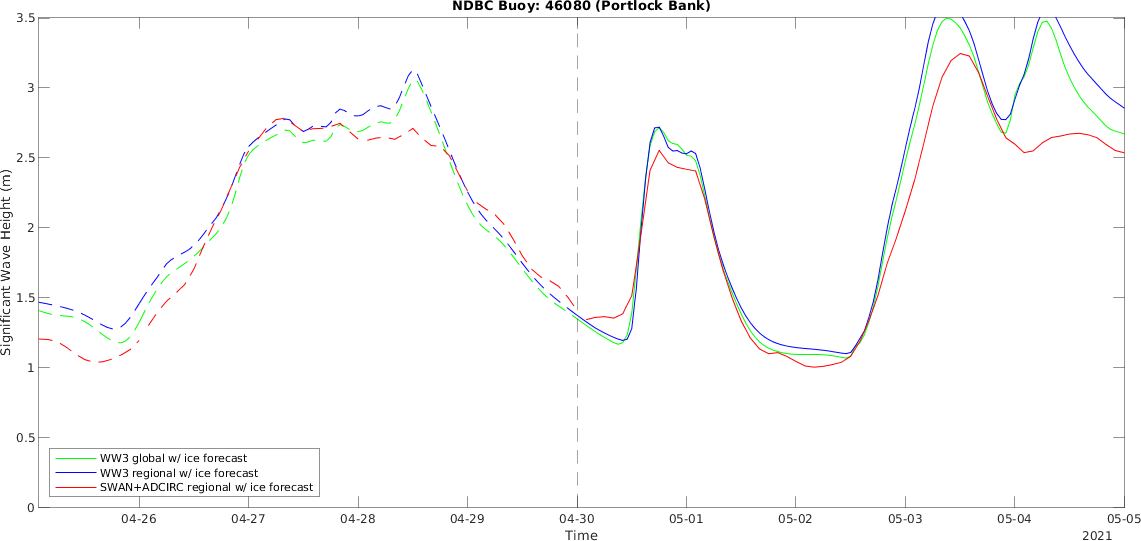 NDBC Buoy: 46080 (Portlock Bank)
3.5
3
2.5
2
1.5
1
0.5
0
Significant Wave Height (m)
WW3 global w/ ice forecast
WW3 regional w/ ice forecast
SWAN+ADCIRC regional w/ ice forecast
04-26 04-27 04-28 04-29 04-30 05-01 05-02 05-03 05-04 05-05
Time
2021